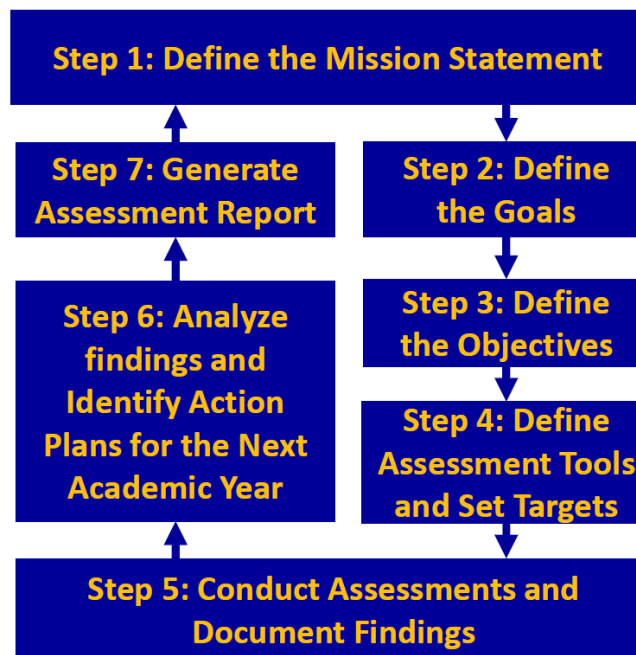 Step 1: Define the Mission Statement
Step 2: Define
the Goals
Step 3: Define
the Objectives
Step 4: Define
Assessment Tools
and Set Targets
Step 5: Conduct Assessments and
Document Findings
Step 6: Analyze
findings and
Identify Action
Plans for the Next
Academic Year
Step 7: Generate
Assessment Report